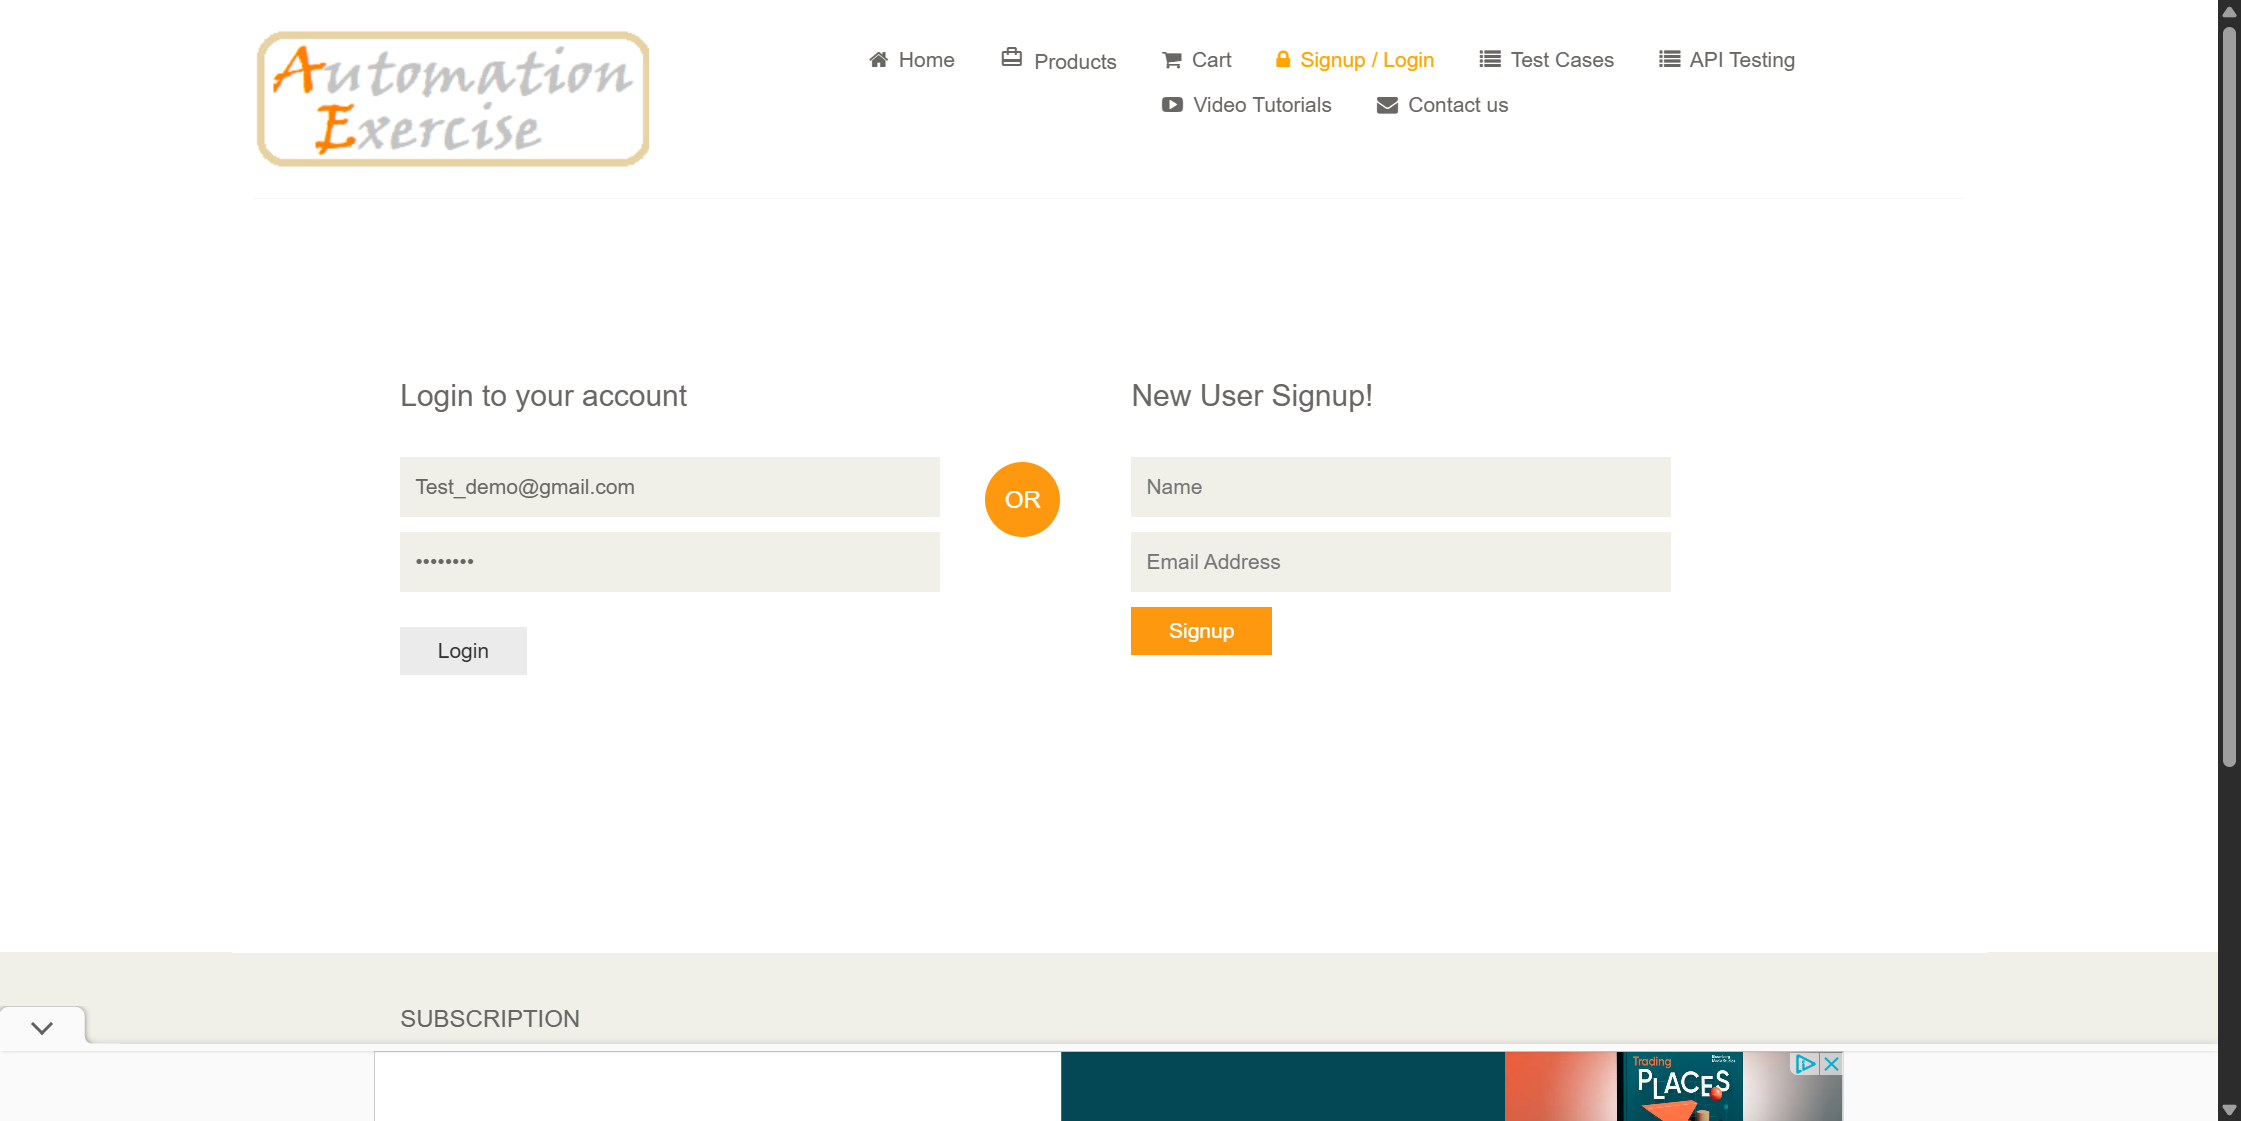 Automation
Exercise
Home
Products
Cart
Signup / Login
Test Cases
API Testing
Video Tutorials
Contact us
Login to your account
New User Signup!
Test_demo@gmail.com
••••••••
Login
OR
Name
Email Address
Signup
SUBSCRIPTION
Trading
PLACES